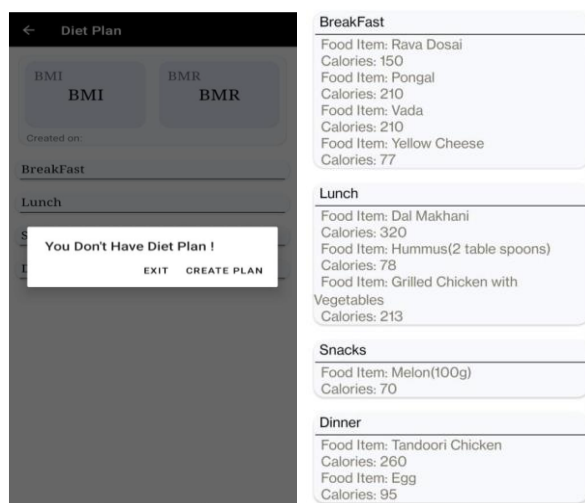 ← Diet Plan
BMI
BMI
BMR
BMR
Created on:
BreakFast
Lunch
S
You Don't Have Diet Plan !
EXIT CREATE PLAN
BreakFast
Food Item: Rava Dosai
Calories: 150
Food Item: Pongal
Calories: 210
Food Item: Vada
Calories: 210
Food Item: Yellow Cheese
Calories: 77
Lunch
Food Item: Dal Makhani
Calories: 320
Food Item: Hummus(2 table spoons)
Calories: 78
Food Item: Grilled Chicken with
Vegetables
Calories: 213
Snacks
Food Item: Melon(100g)
Calories: 70
Dinner
Food Item: Tandoori Chicken
Calories: 260
Food Item: Egg
Calories: 95